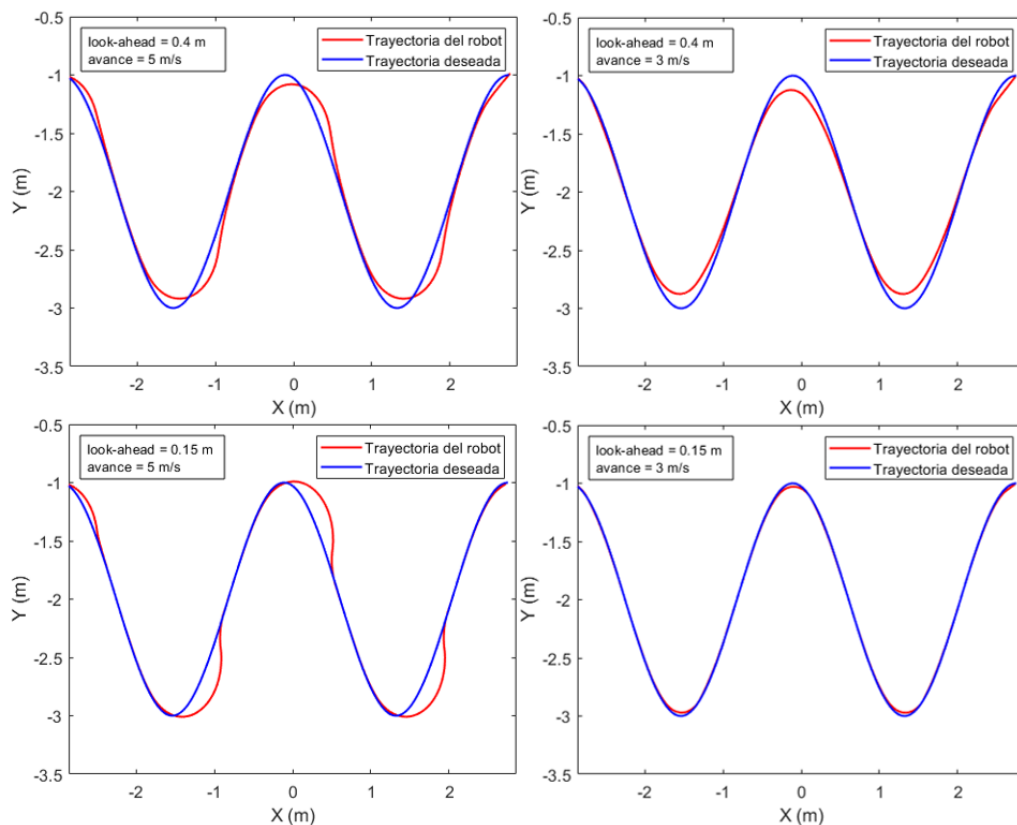 -0.5
look-ahead = 0.4 m
avance = 5 m/s
Trayectoria del robot
Trayectoria deseada
-1
-1.5
Y (m)
-2
-2.5
-3
-3.5
-2 -1 0 1 2
X (m)
-0.5
look-ahead = 0.4 m
avance = 3 m/s
Trayectoria del robot
Trayectoria deseada
-1
-1.5
Y (m)
-2
-2.5
-3
-3.5
-2 -1 0 1 2
X (m)
-0.5
look-ahead = 0.15 m
avance = 5 m/s
Trayectoria del robot
Trayectoria deseada
-1
-1.5
Y (m)
-2
-2.5
-3
-3.5
-2 -1 0 1 2
X (m)
-0.5
look-ahead = 0.15 m
avance = 3 m/s
Trayectoria del robot
Trayectoria deseada
-1
-1.5
Y (m)
-2
-2.5
-3
-3.5
-2 -1 0 1 2
X (m)